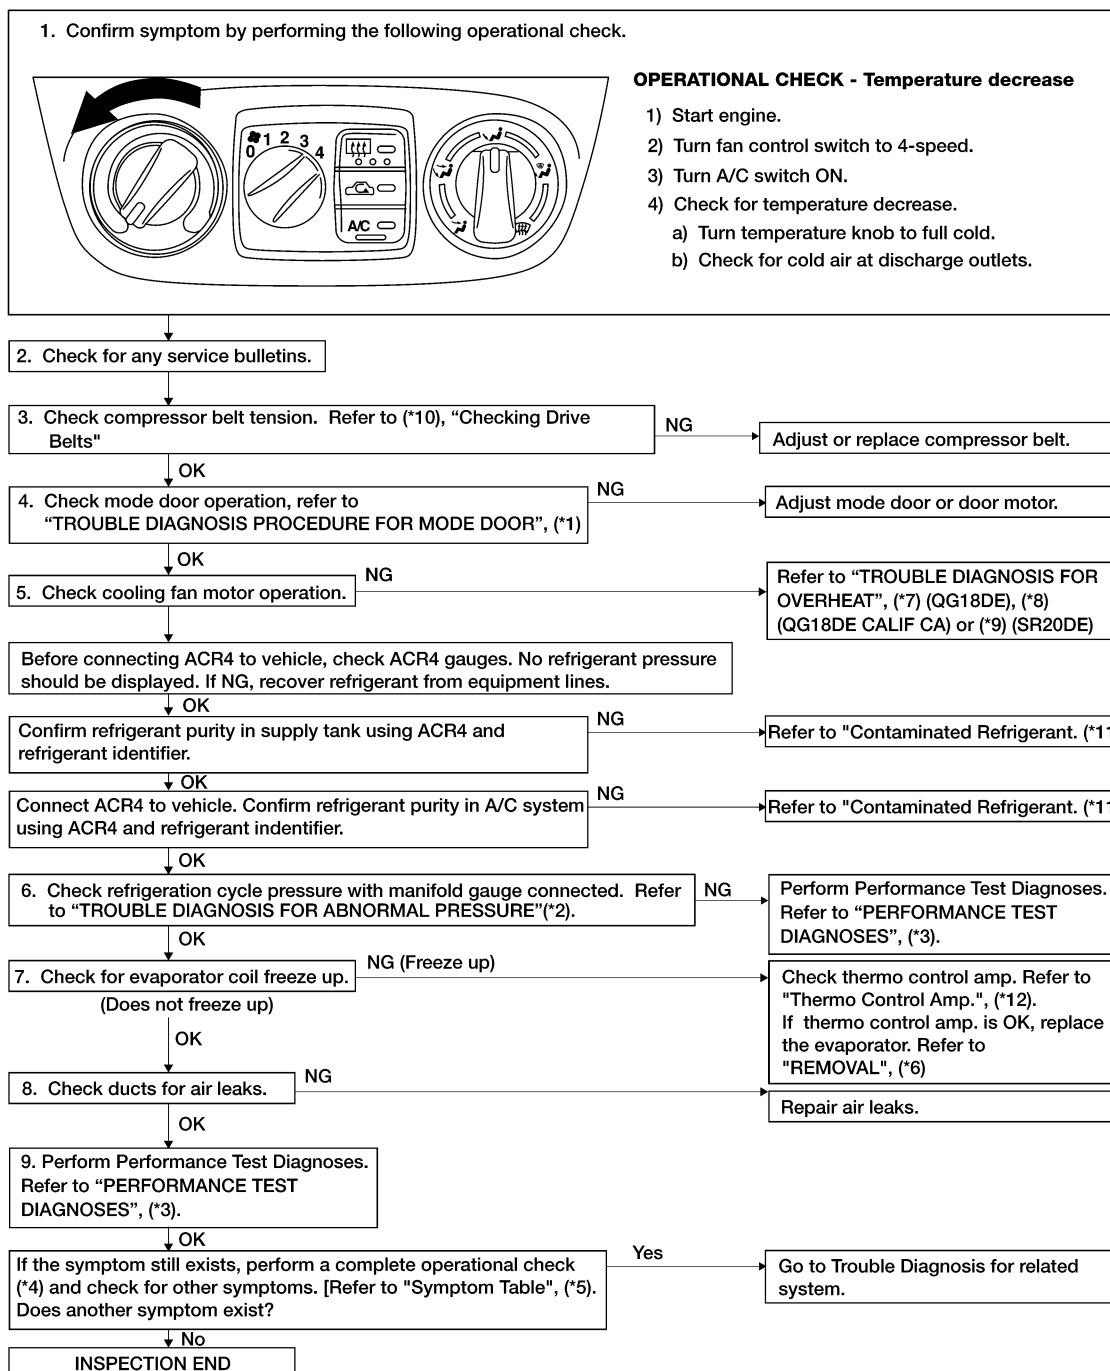 1. Confirm symptom by performing the following operational check.
0 1 2 3 4
A/C
OPERATIONAL CHECK - Temperature decrease
1) Start engine.
2) Turn fan control switch to 4-speed.
3) Turn A/C switch ON.
4) Check for temperature decrease.
a) Turn temperature knob to full cold.
b) Check for cold air at discharge outlets.
2. Check for any service bulletins.
3. Check compressor belt tension. Refer to (*10), “Checking Drive
Belts"
NG
Adjust or replace compressor belt.
OK
4. Check mode door operation, refer to
“TROUBLE DIAGNOSIS PROCEDURE FOR MODE DOOR”, (*1)
NG
Adjust mode door or door motor.
OK
5. Check cooling fan motor operation.
NG
Refer to “TROUBLE DIAGNOSIS FOR
OVERHEAT”, (*7) (QG18DE), (*8)
(QG18DE CALIF CA) or (*9) (SR20DE)
Before connecting ACR4 to vehicle, check ACR4 gauges. No refrigerant pressure
should be displayed. If NG, recover refrigerant from equipment lines.
OK
Confirm refrigerant purity in supply tank using ACR4 and
refrigerant identifier.
NG
Refer to "Contaminated Refrigerant. (*11
OK
Connect ACR4 to vehicle. Confirm refrigerant purity in A/C system
using ACR4 and refrigerant indentifier.
NG
Refer to "Contaminated Refrigerant. (*11
OK
6. Check refrigeration cycle pressure with manifold gauge connected. Refer
to “TROUBLE DIAGNOSIS FOR ABNORMAL PRESSURE”(*2).
NG
Perform Performance Test Diagnoses.
Refer to “PERFORMANCE TEST
DIAGNOSES”, (*3).
OK
7. Check for evaporator coil freeze up.
NG (Freeze up)
(Does not freeze up)
Check thermo control amp. Refer to
"Thermo Control Amp.", (*12).
If thermo control amp. is OK, replace
the evaporator. Refer to
"REMOVAL", (*6)
OK
8. Check ducts for air leaks.
NG
Repair air leaks.
OK
9. Perform Performance Test Diagnoses.
Refer to “PERFORMANCE TEST
DIAGNOSES”, (*3).
OK
If the symptom still exists, perform a complete operational check
(*4) and check for other symptoms. [Refer to "Symptom Table", (*5).
Does another symptom exist?
Yes
Go to Trouble Diagnosis for related
system.
No
INSPECTION END